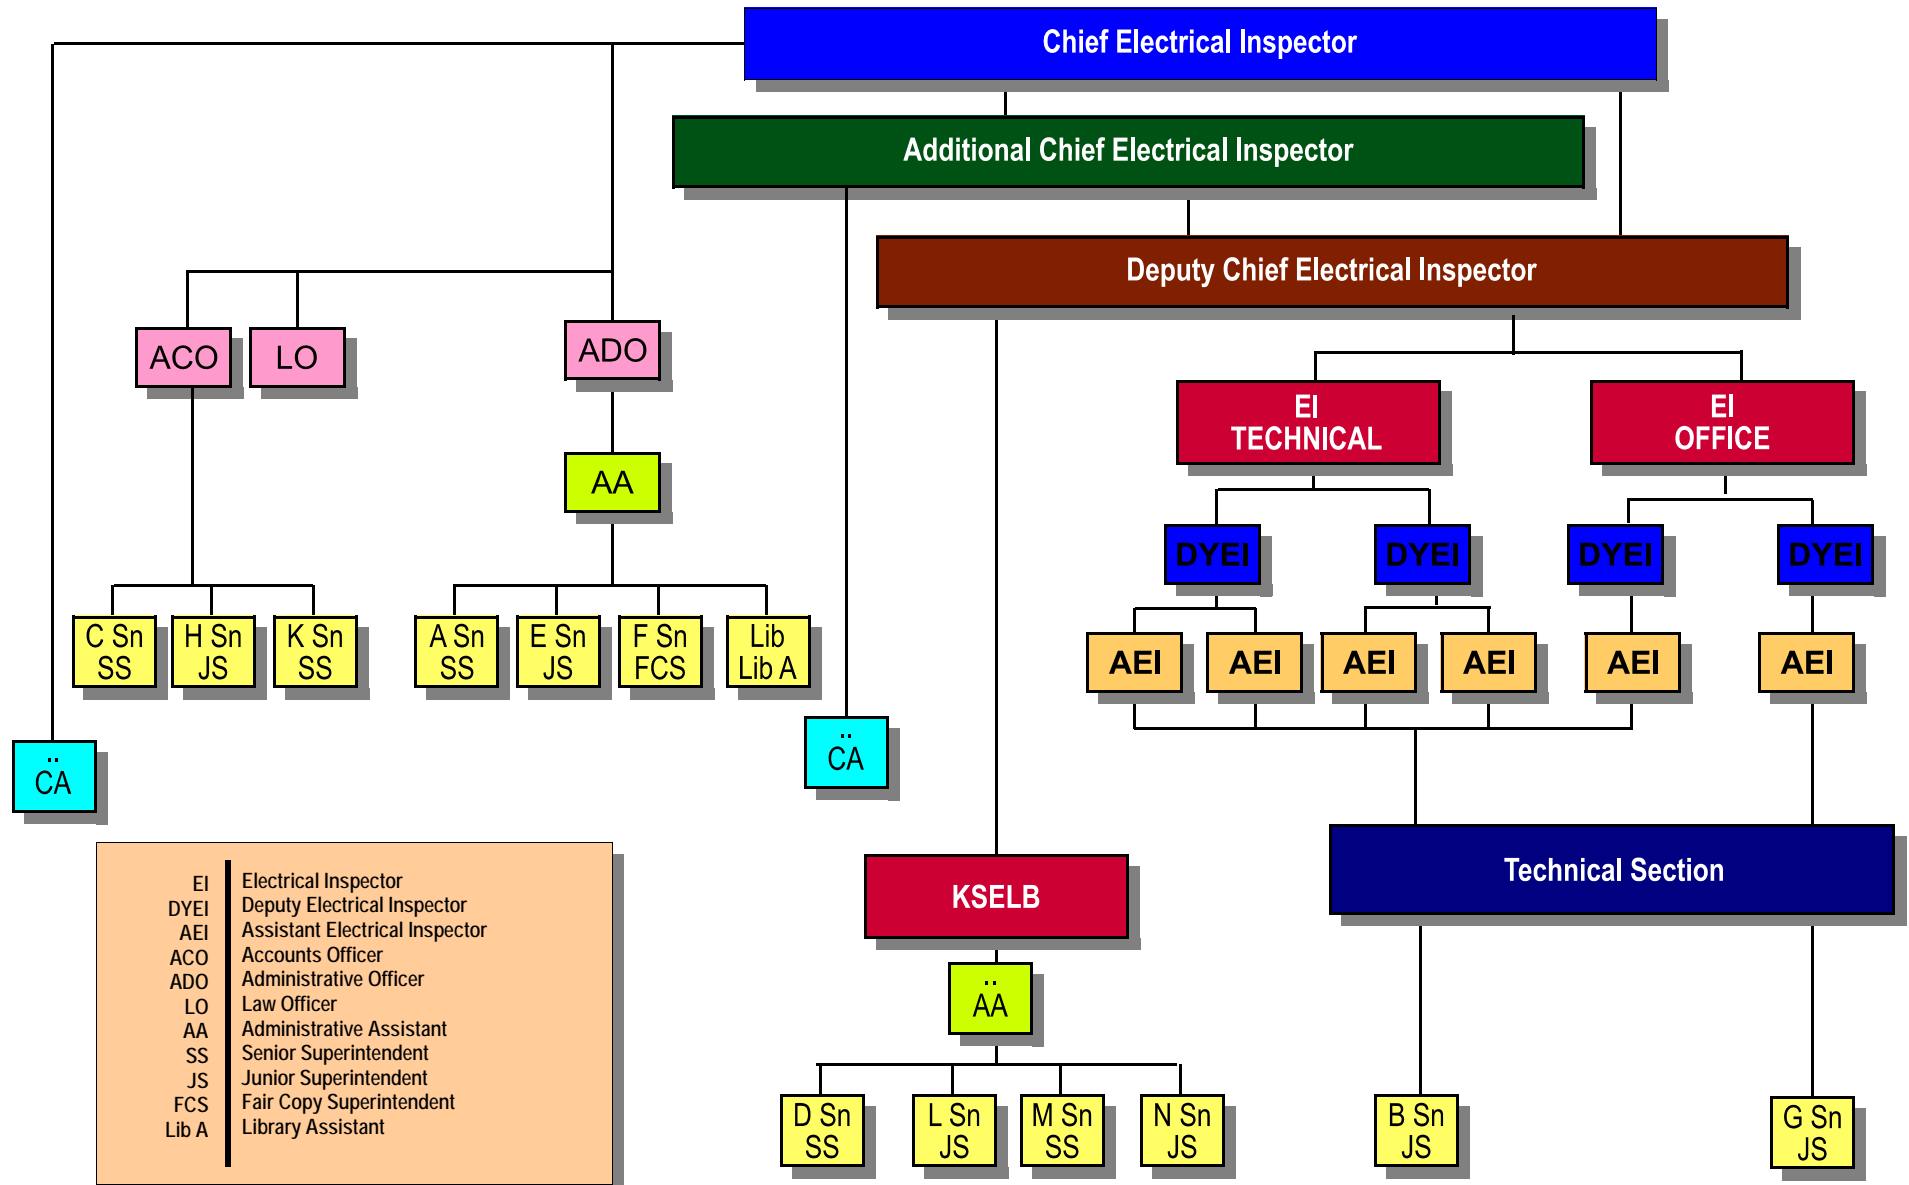 Chief Electrical Inspector
Additional Chief Electrical Inspector
Deputy Chief Electrical Inspector
ACO
LO
ADO
EI
TECHNICAL
EI
OFFICE
AA
DYEI
DYEI
DYEI
DYEI
C Sn
SS
H Sn
JS
K Sn
SS
A Sn
SS
E Sn
JS
F Sn
FCS
Lib
Lib A
AEI
AEI
AEI
AEI
AEI
AEI
..
CA
..
CA
KSELB
Technical Section
..
AA
D Sn
SS
L Sn
JS
M Sn
SS
N Sn
JS
B Sn
JS
G Sn
JS
EI Electrical Inspector
DYEI Deputy Electrical Inspector
AEI Assistant Electrical Inspector
ACO Accounts Officer
ADO Administrative Officer
LO Law Officer
AA Administrative Assistant
SS Senior Superintendent
JS Junior Superintendent
FCS Fair Copy Superintendent
Lib A Library Assistant